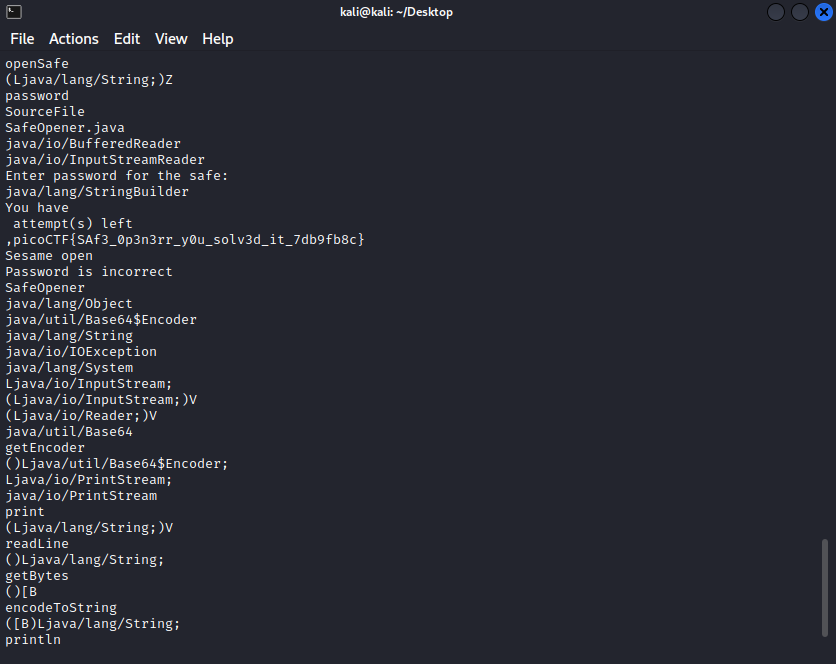 kali@kali: ~/Desktop
File Actions Edit View Help
openSafe
(Ljava/lang/String;)Z
password
SourceFile
SafeOpener.java
java/io/BufferedReader
java/io/InputStreamReader
Enter password for the safe:
java/lang/StringBuilder
You have
 attempt(s) left
,picoCTF{SAf3_0p3n3rr_y0u_solv3d_it_7db9fb8c}
Sesame open
Password is incorrect
SafeOpener
java/lang/Object
java/util/Base64$Encoder
java/lang/String
java/io/IOException
java/lang/System
Ljava/io/InputStream;
(Ljava/io/InputStream;)V
(Ljava/io/Reader;)V
java/util/Base64
getEncoder
()Ljava/util/Base64$Encoder;
Ljava/io/PrintStream;
java/io/PrintStream
print
(Ljava/lang/String;)V
readLine
()Ljava/lang/String;
getBytes
()[B
encodeToString
([B)Ljava/lang/String;
println